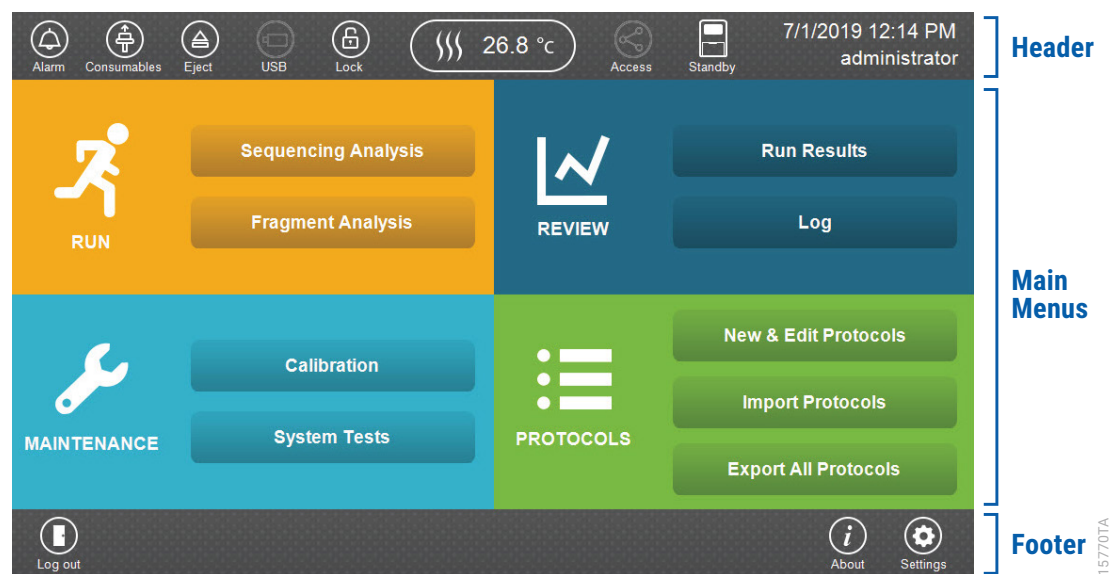 7/1/2019 12:14 PM
26.8 °c
administrator
Alarm Consumables Eject USB Lock Access Standby
Header
Sequencing Analysis
Fragment Analysis
RUN
Run Results
Log
REVIEW
Main
Menus
Calibration
System Tests
MAINTENANCE
New & Edit Protocols
Import Protocols
Export All Protocols
PROTOCOLS
Log out
i
About Settings
Footer
15770TA